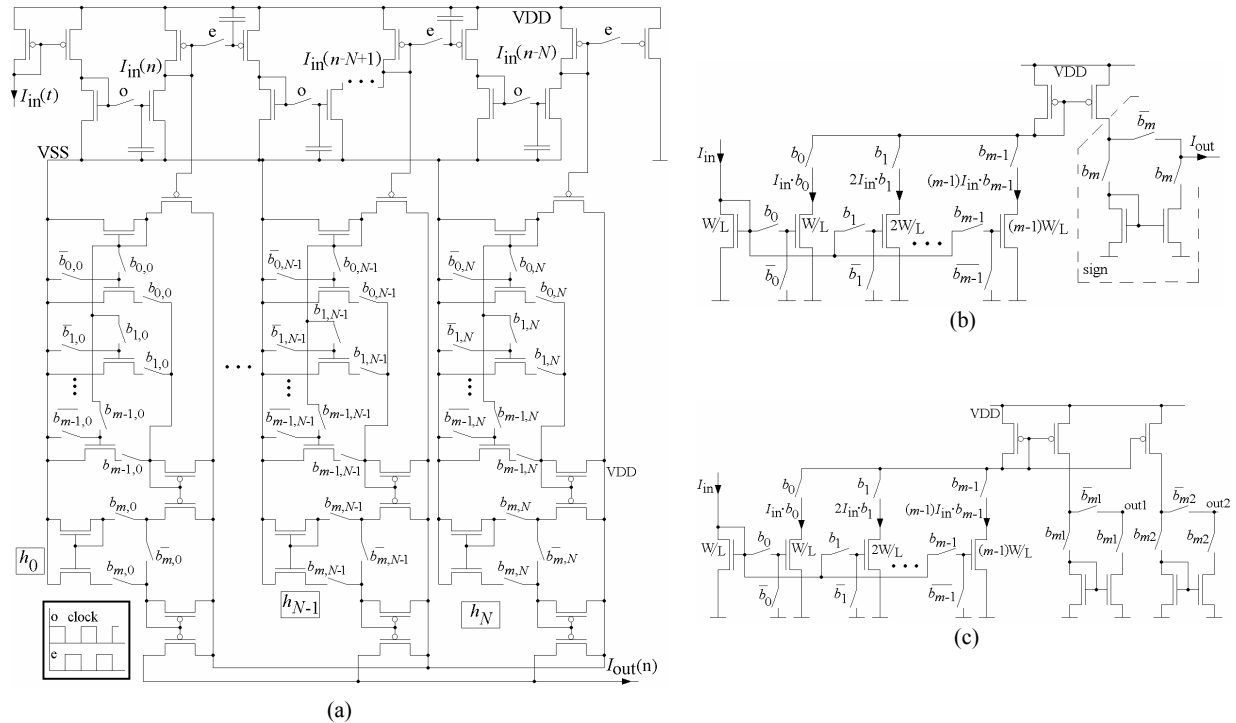 VDD
e e e
I_in(n) I_in(n-N+1) I_in(n-N)
I_in(t) o o o
VSS
b̄_0,0 b_0,0 b̄_0,N-1 b_0,N-1 b̄_0,N b_0,N
b_0,0 b_0,N-1 b_0,N
b_1,0 b_1,N-1 b_1,N
b̄_1,0 b_1,0 b̄_1,N-1 b_1,N-1 b̄_1,N b_1,N
b_m-1,0 b_m-1,N-1 b_m-1,N
b̄_m-1,0 b̄_m-1,N-1 b̄_m-1,N
b_m-1,0 b_m-1,N-1 b_m-1,N VDD
b_m,0 b_m,N-1 b_m,N
b̄_m,0 b̄_m,N-1 b̄_m,N
h_0 b_m,0 b_m,N-1 b_m,N
h_N-1 h_N
o clock
e
I_out(n)
(a)
VDD
b̄_m
I_in b_0 b_1 b_m-1 I_out
I_in·b_0 2I_in·b_1 (m-1)I_in·b_m-1 b_m b_m
W/L b_0 W/L b_1 2W/L b_m-1 (m-1)W/L
b̄_0 b̄_1 b̄_m-1 sign
(b)
VDD
I_in b_0 b_1 b_m-1 b̄_m1 out1 b̄_m2 out2
I_in·b_0 2I_in·b_1 (m-1)I_in·b_m-1 b_m1 b_m1 b_m2 b_m2
W/L b_0 W/L b_1 2W/L b_m-1 (m-1)W/L
b̄_0 b̄_1 b̄_m-1
(c)